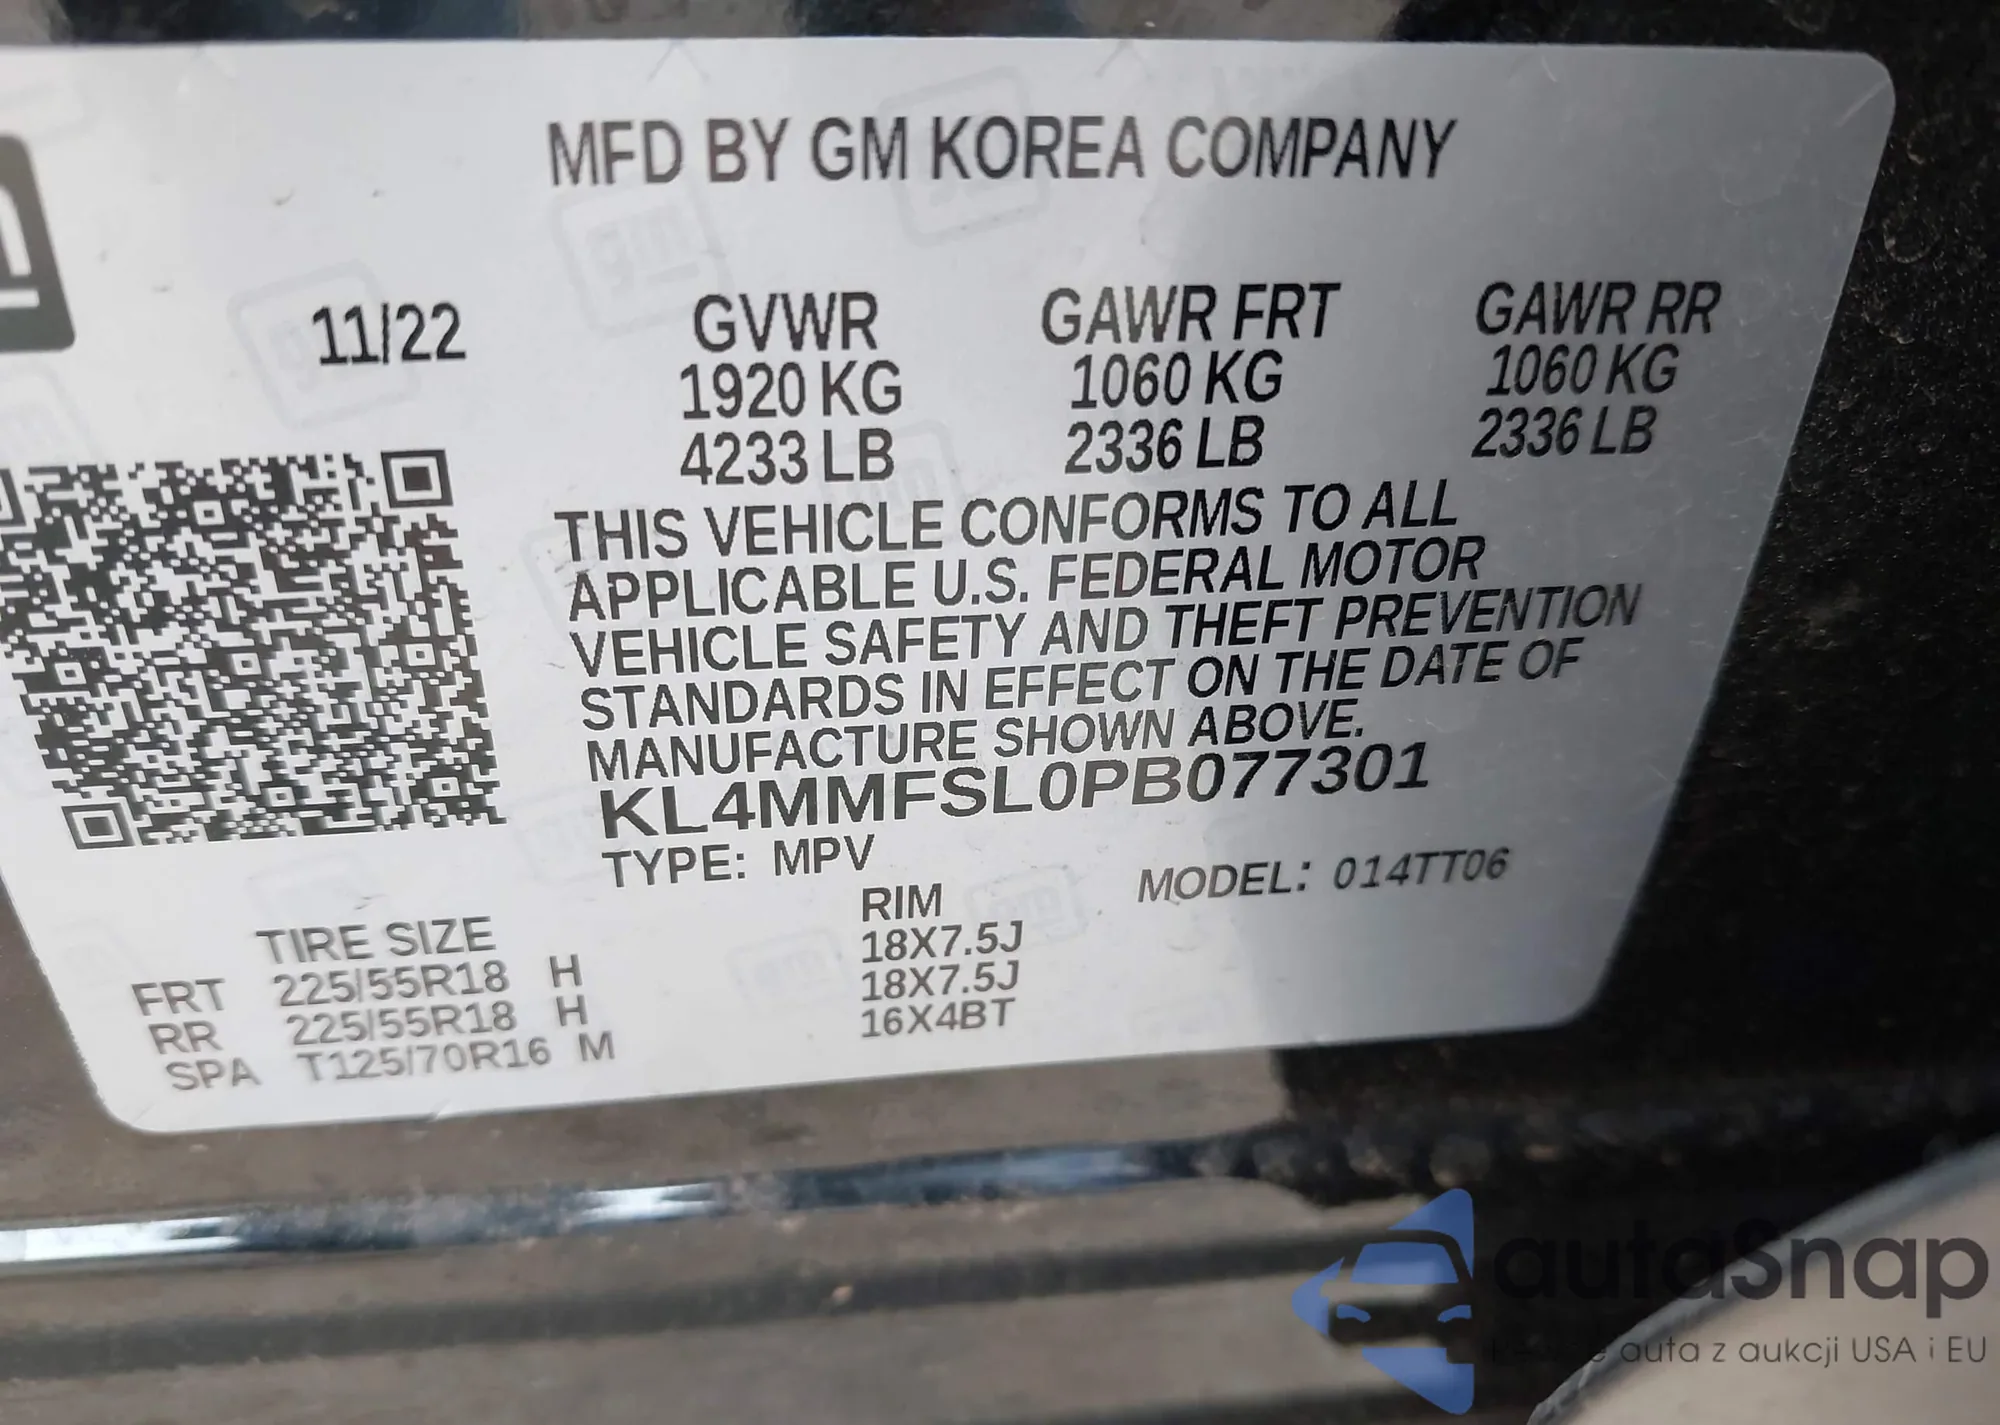 MFD BY GM KOREA COMPANY
11/22
GVWR
1920 KG
4233 LB
GAWR FRT
1060 KG
2336 LB
GAWR RR
1060 KG
2336 LB
THIS VEHICLE CONFORMS TO ALL
APPLICABLE U.S. FEDERAL MOTOR
VEHICLE SAFETY AND THEFT PREVENTION
STANDARDS IN EFFECT ON THE DATE OF
MANUFACTURE SHOWN ABOVE.
KL4MMFSL0PB077301
TYPE: MPV
MODEL: 014TT06
TIRE SIZE RIM
FRT 225/55R18 H 18X7.5J
RR 225/55R18 H 18X7.5J
SPA T125/70R16 M 16X4BT
autaSnap
auta z aukcji USA i EU